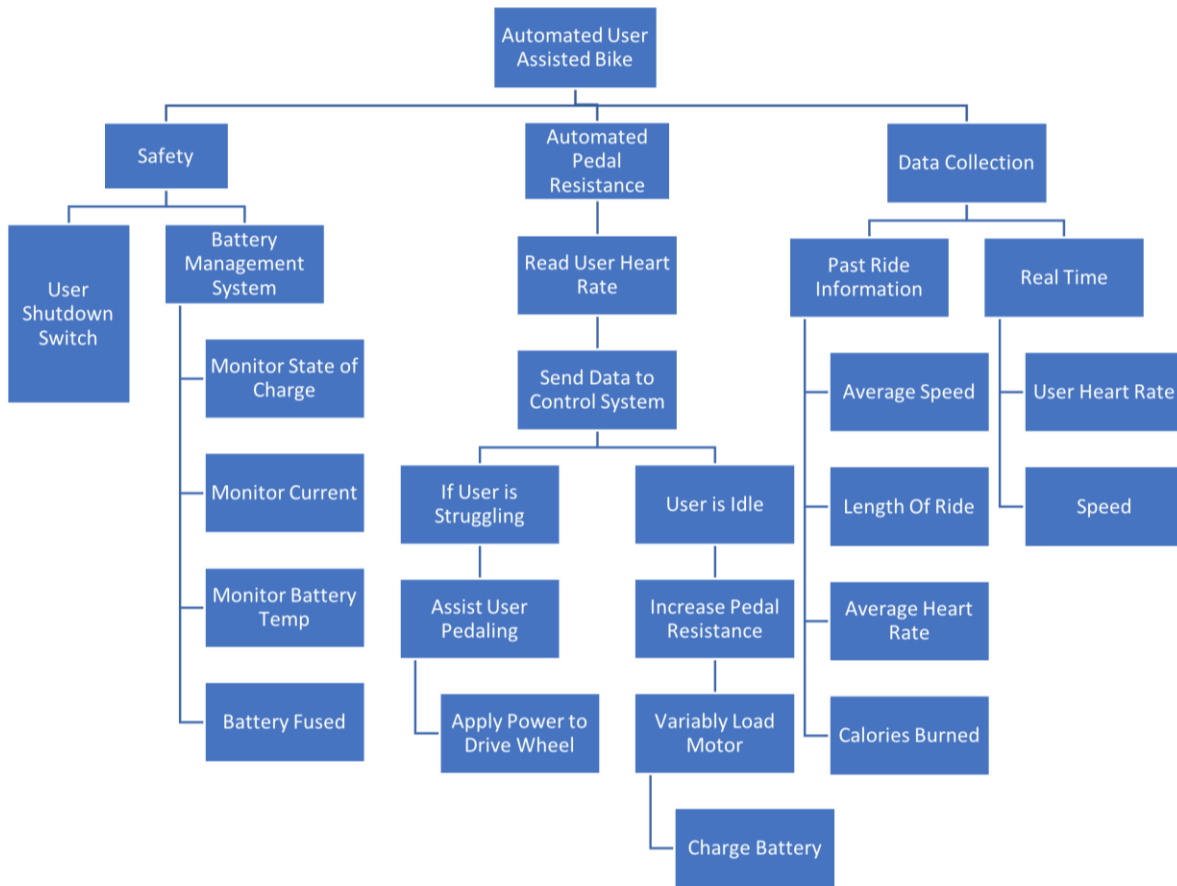 Automated User
Assisted Bike
Safety
Automated
Pedal
Resistance
Data Collection
User
Shutdown
Switch
Battery
Management
System
Read User Heart
Rate
Past Ride
Information
Real Time
Monitor State of
Charge
Send Data to
Control System
Average Speed
User Heart Rate
Monitor Current
If User is
Struggling
User is Idle
Length Of Ride
Speed
Monitor Battery
Temp
Assist User
Pedaling
Increase Pedal
Resistance
Average Heart
Rate
Battery Fused
Apply Power to
Drive Wheel
Variably Load
Motor
Calories Burned
Charge Battery